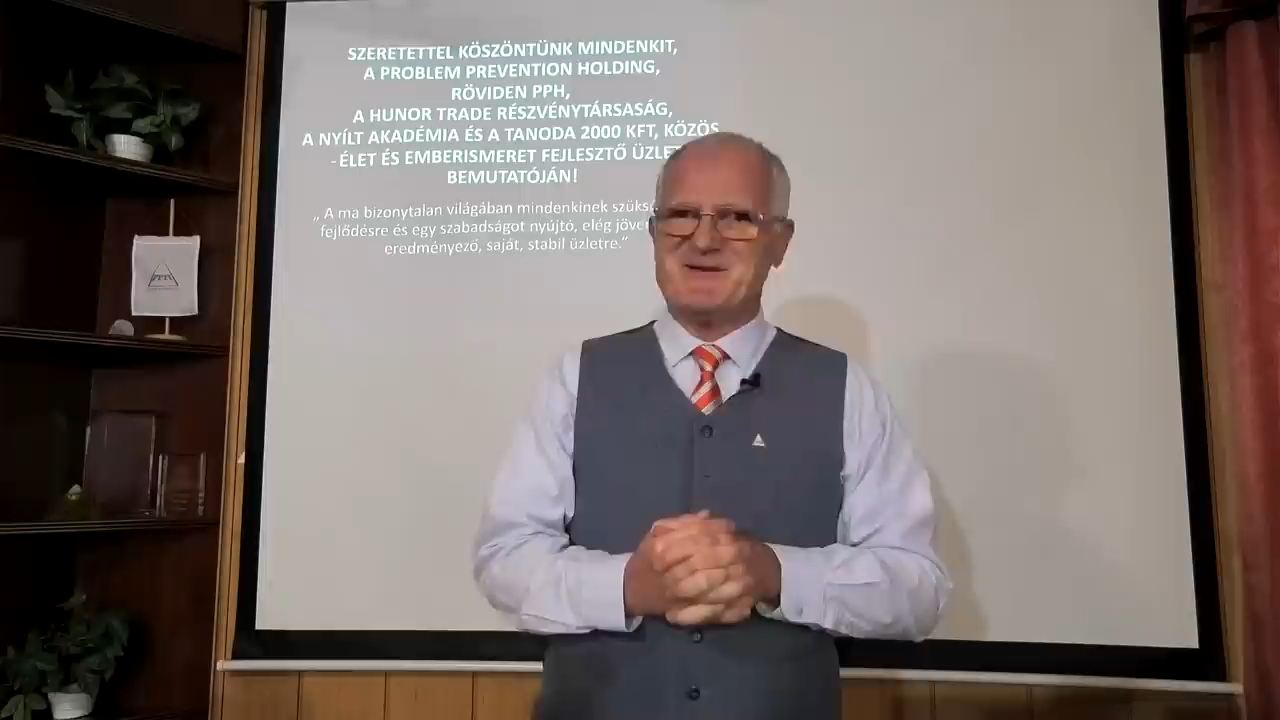 SZERETETTEL KÖSZÖNTÜNK MINDENKIT,
A PROBLEM PREVENTION HOLDING,
RÖVIDEN PPH,
A HUNOR TRADE RÉSZVÉNYTÁRSASÁG,
A NYÍLT AKADÉMIA ÉS A TANODA 2000 KFT, KÖZÖS
- ÉLET ÉS EMBERISMERET FEJLESZTŐ
BEMUTATÓJÁN!
„ A ma bizonytalan világában mindenkinek
fejlődésre és egy szabadságot nyújtó, elég
eredményező, saját, stabil üzletre.”